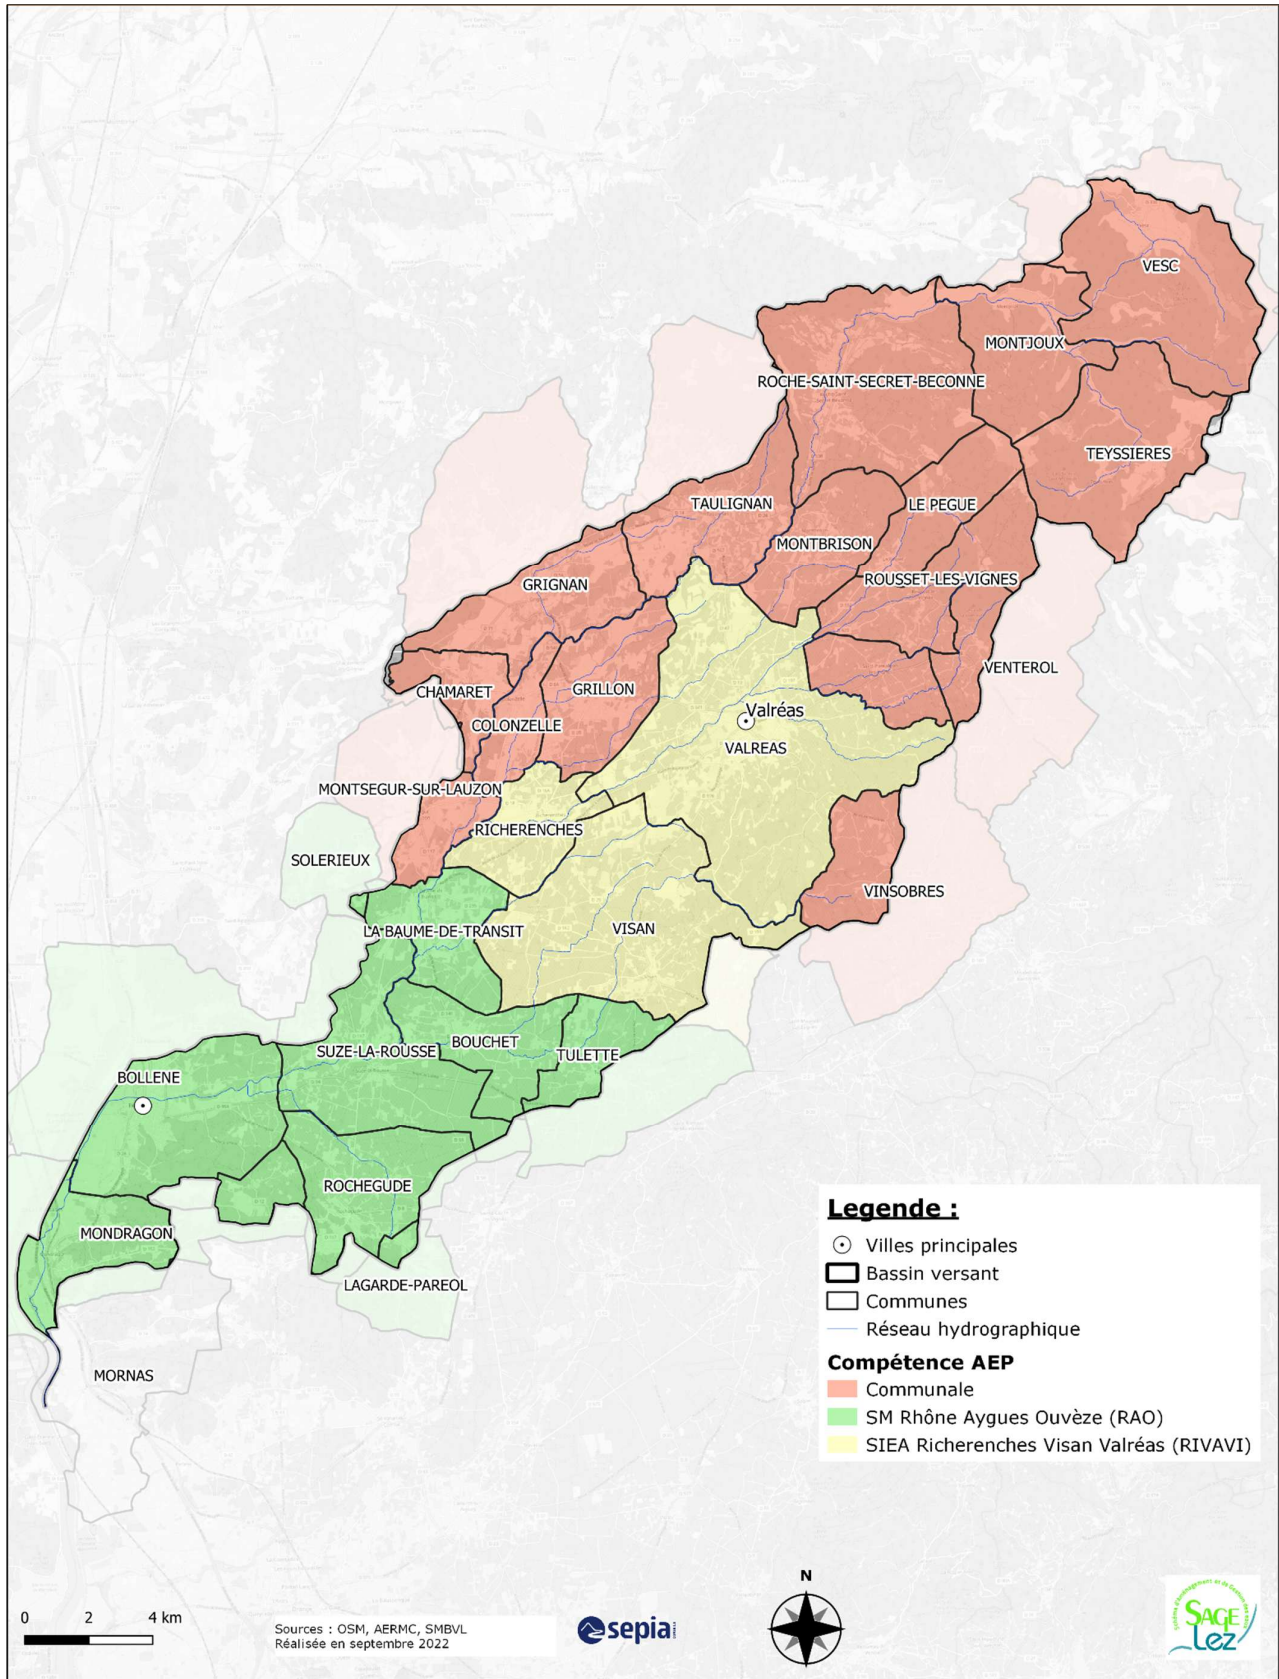 VESC
MONTJOUX
ROCHE-SAINT-SECRET-BECONNE
TEYSSIERES
TAULIGNAN
LE PEGUE
MONTBRISON
ROUSSET-LES-VIGNES
GRIGNAN
VENTEROL
CHAMARET
GRILLON
Valréas
COLONZELLE
VALREAS
MONTSEGUR-SUR-LAUZON
RICHERENCHES
SOLERIEUX
VINSOBRES
LA BAUME-DE-TRANSIT
VISAN
SUZE-LA-ROUSSE
BOUCHET
TULETTE
BOLLENE
ROCHEGUDE
MONDRAGON
LAGARDE-PAREOL
MORNAS
Legende :
Villes principales
Bassin versant
Communes
Réseau hydrographique
Compétence AEP
Communale
SM Rhône Aygues Ouvèze (RAO)
SIEA Richerenches Visan Valréas (RIVAVI)
0 2 4 km
Sources : OSM, AERMC, SMBVL
Réalisée en septembre 2022
sepia
N
SAGE
Lez